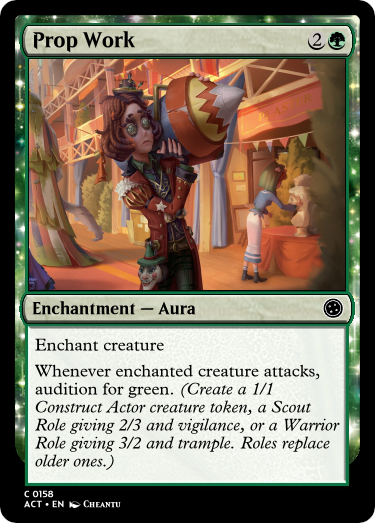 Prop Work 2
Enchantment — Aura
Enchant creature
Whenever enchanted creature attacks,
audition for green. (Create a 1/1
Construct Actor creature token, a Scout
Role giving 2/3 and vigilance, or a Warrior
Role giving 3/2 and trample. Roles replace
older ones.)
C 0158
ACT • EN CHEANTU